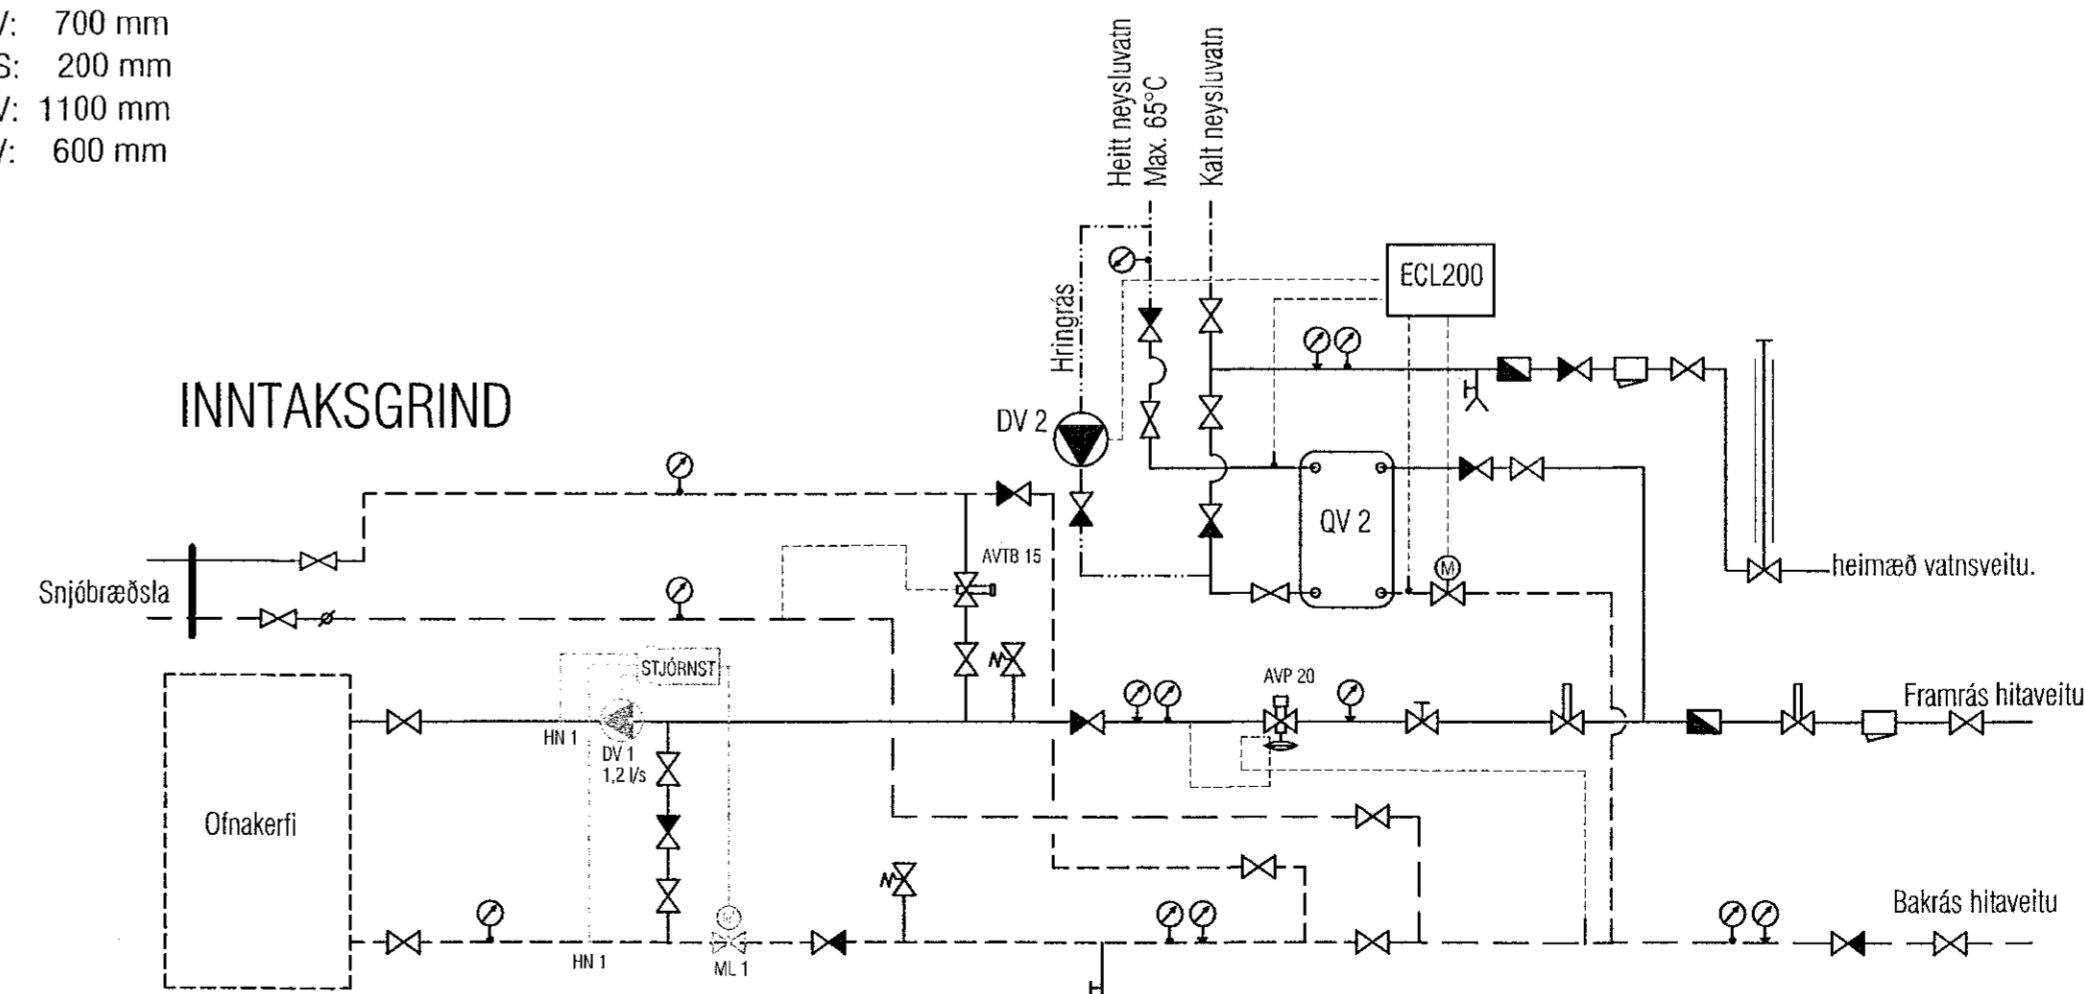 V: 700 mm
S: 200 mm
V: 1100 mm
V: 600 mm
Heitt neysluvatn
Max. 65°C
Kalt neysluvatn
ECL200
Hringrás
INNTAKSGRIND
DV 2
QV 2
M
AVTB 15
heimæð vatnsveitu.
Snjóbræðsla
STJÓRNST
AVP 20
Framrás hitaveitu
HN 1
DV 1
1,2 l/s
Ofnakerfi
Bakrás hitaveitu
M
HN 1
ML 1